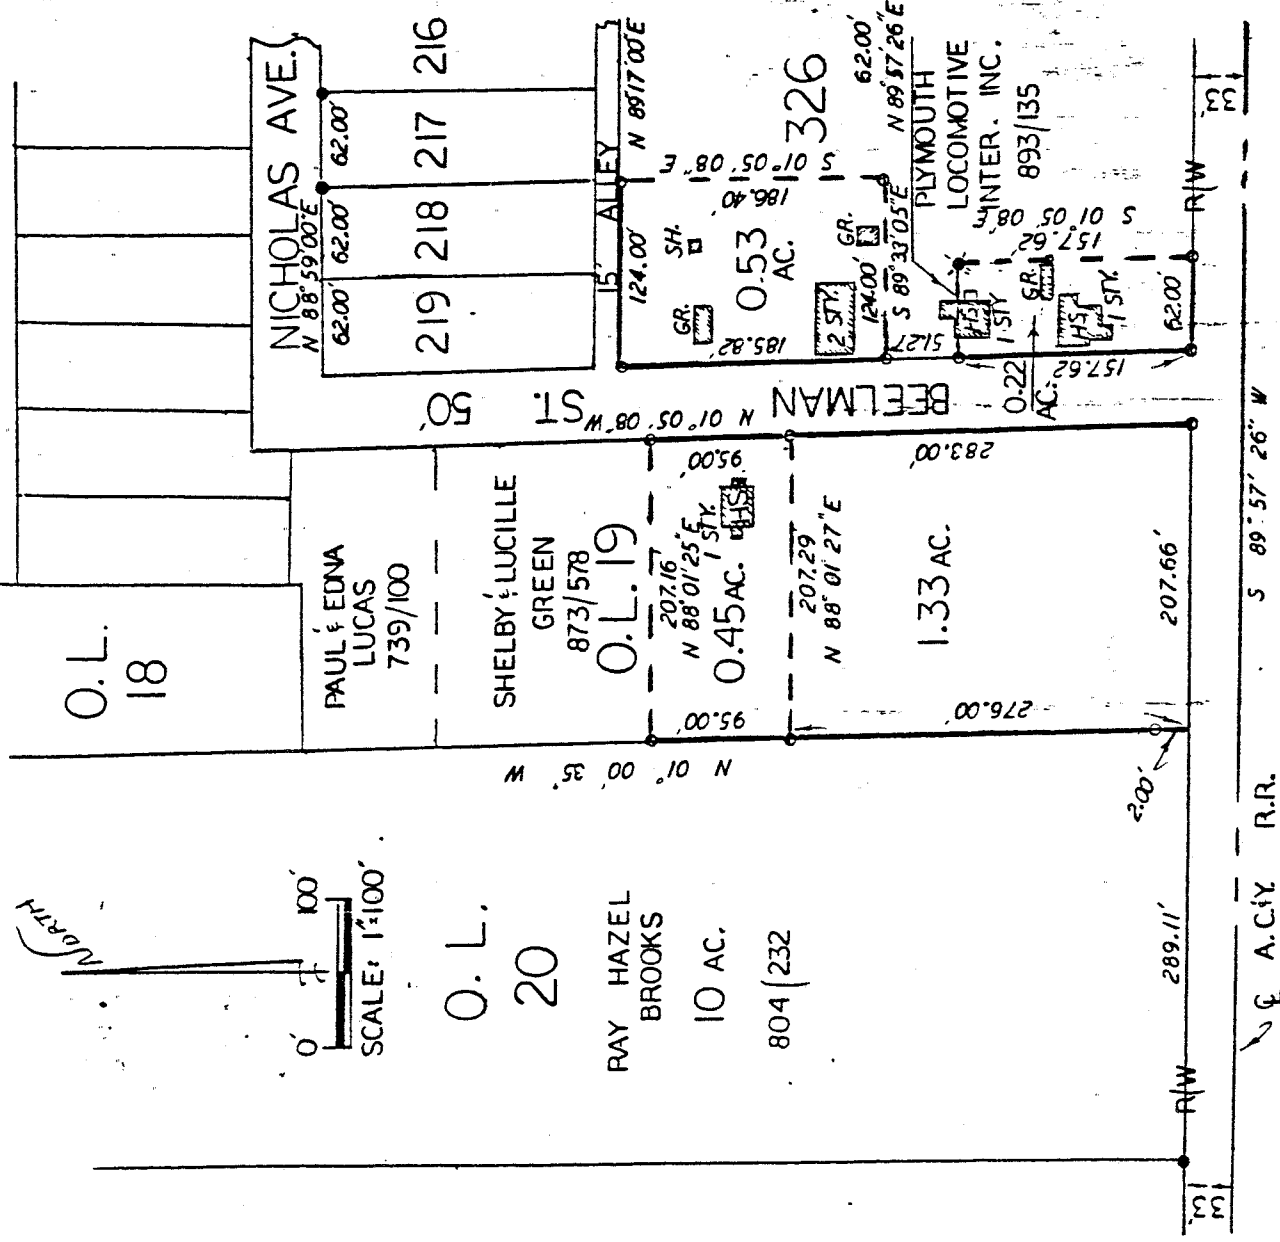 NORTH
0' 100'
SCALE: 1"=100'
O. L.
18
PAUL & EDNA
LUCAS
739/100
SHELBY & LUCILLE
GREEN
873/578
O. L. 19
207.16'
N 88° 01' 25" E
1 STY.
HS.
0.45 AC.
95.00'
95.00'
N 01° 05' 08" W
N 01° 00' 35" W
207.29'
N 88° 01' 27" E
1.33 AC.
283.00'
276.00'
2.00'
207.66'
289.11'
O. L.
20
RAY HAZEL
BROOKS
10 AC.
804/232
NICHOLAS AVE.
N 88° 59' 00" E
62.00' 62.00' 62.00'
219 218 217 216
15' ALLEY
N 89° 17' 00" E
50' ST.
BEELMAN
124.00'
GR.
SH.
0.53
AC.
186.40'
185.82'
S 01° 05' 08" E
2 STY.
GR.
124.00'
S 89° 33' 05" E
326
62.00'
N 89° 57' 26" E
PLYMOUTH
LOCOMOTIVE
INTER. INC.
893/135
51.27
HS.
1 STY
GR.
HS.
1 STY.
0.22
AC.
157.62'
157.62'
S 01° 05' 08" E
62.00'
R/W
R/W
33'
33'
S 89° 57' 26" W
℄ A.C.&Y. R.R.